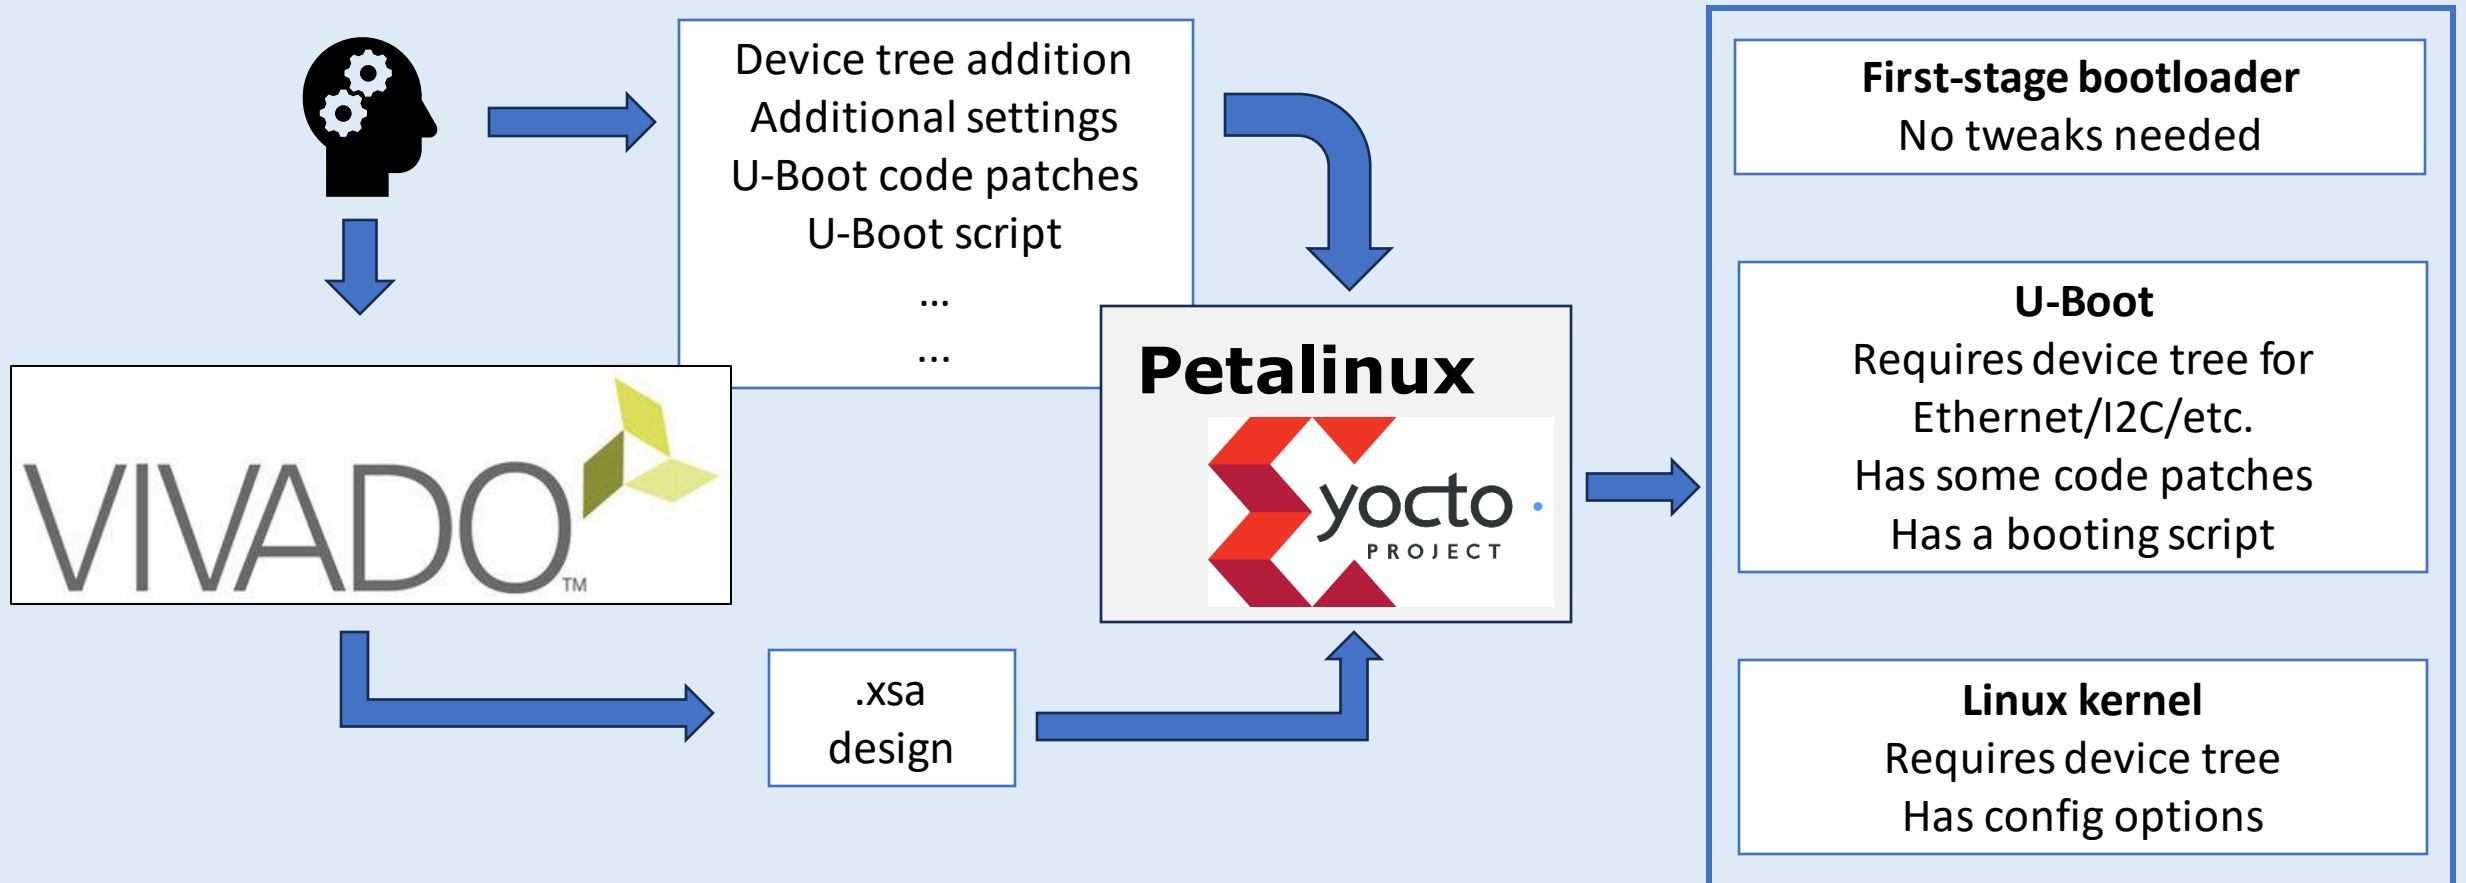 Device tree addition
Additional settings
U-Boot code patches
U-Boot script
...
...
VIVADO
TM
.xsa
design
Petalinux
yocto
PROJECT
First-stage bootloader
No tweaks needed
U-Boot
Requires device tree for
Ethernet/I2C/etc.
Has some code patches
Has a booting script
Linux kernel
Requires device tree
Has config options